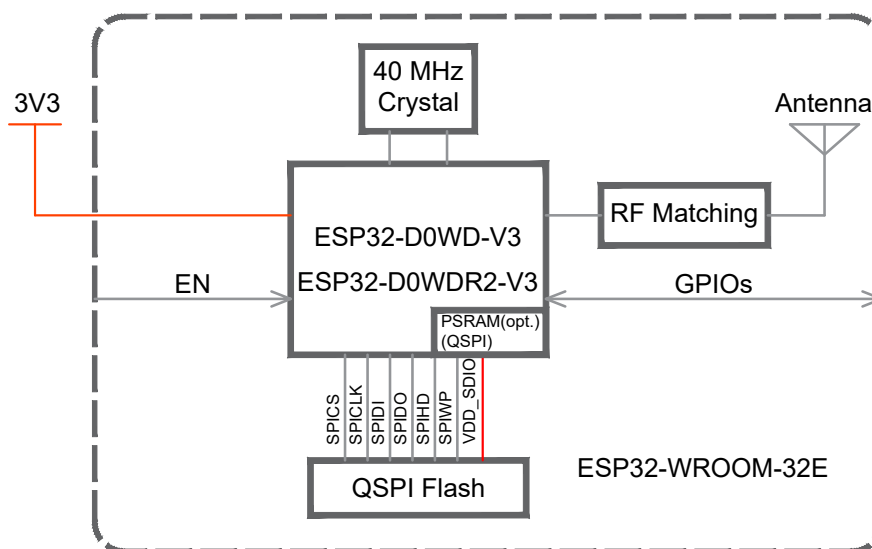 40 MHz
Crystal
3V3
Antenna
RF Matching
ESP32-D0WD-V3
ESP32-D0WDR2-V3
EN
GPIOs
PSRAM(opt.)
(QSPI)
SPICS
SPICLK
SPIDI
SPIDO
SPIHD
SPIWP
VDD_SDIO
QSPI Flash
ESP32-WROOM-32E